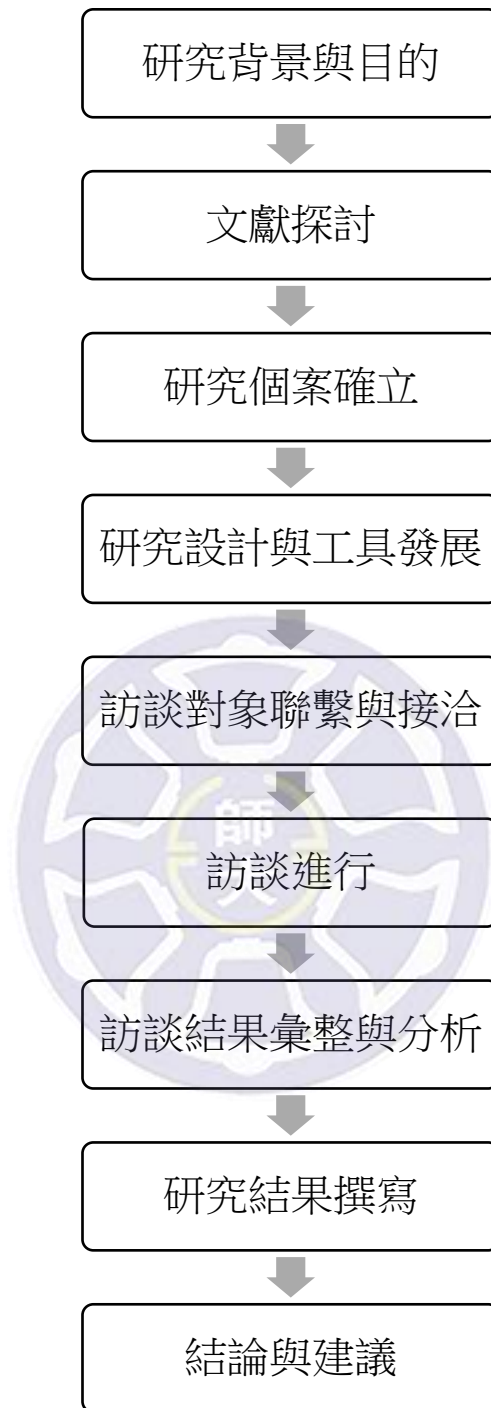 研究背景與目的
文獻探討
研究個案確立
研究設計與工具發展
訪談對象聯繫與接洽
師大
訪談進行
訪談結果彙整與分析
研究結果撰寫
結論與建議